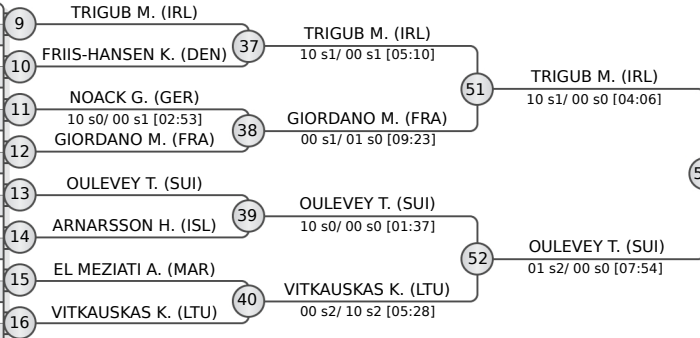 TRIGUB M. (IRL)
9
TRIGUB M. (IRL)
37
10 s1/ 00 s1 [05:10]
FRIIS-HANSEN K. (DEN)
10
TRIGUB M. (IRL)
51
10 s1/ 00 s0 [04:06]
NOACK G. (GER)
11
10 s0/ 00 s1 [02:53]
GIORDANO M. (FRA)
38
00 s1/ 01 s0 [09:23]
GIORDANO M. (FRA)
12
OULEVEY T. (SUI)
13
OULEVEY T. (SUI)
39
10 s0/ 00 s0 [01:37]
ARNARSSON H. (ISL)
14
OULEVEY T. (SUI)
52
01 s2/ 00 s0 [07:54]
EL MEZIATI A. (MAR)
15
VITKAUSKAS K. (LTU)
40
00 s2/ 10 s2 [05:28]
VITKAUSKAS K. (LTU)
16